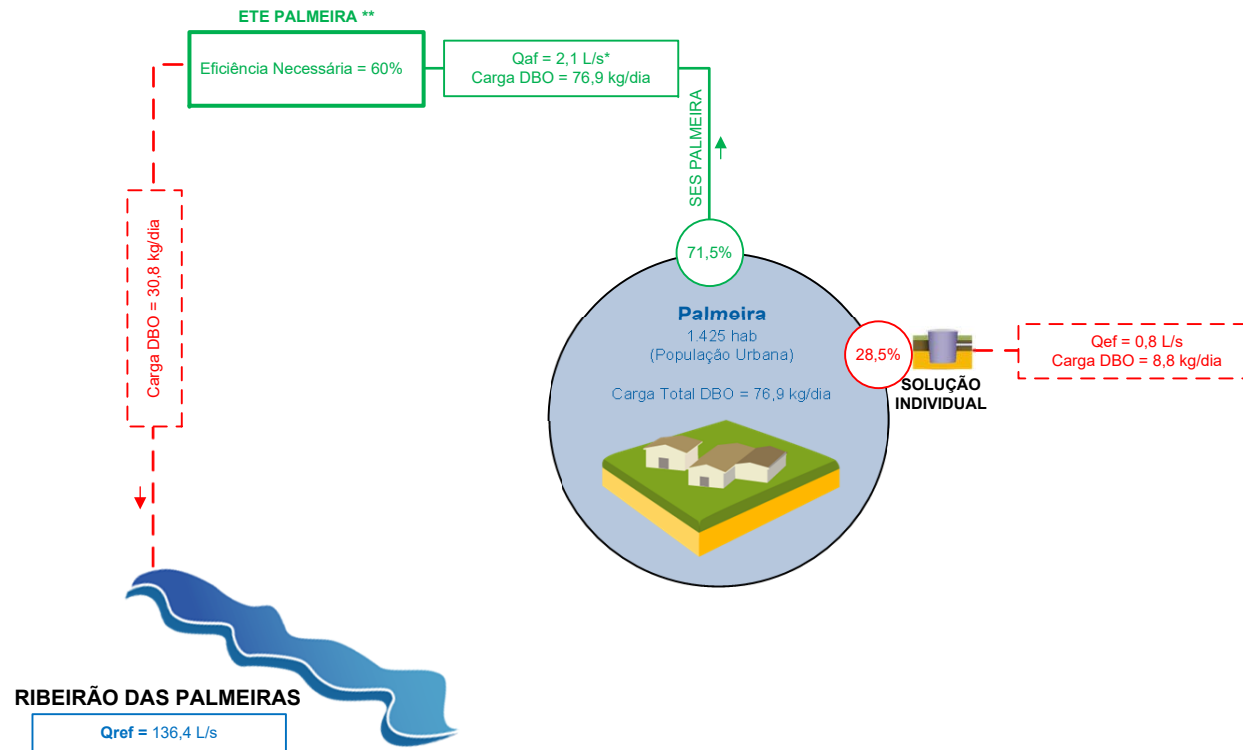 ETE PALMEIRA **
Eficiência Necessária = 60%
Qaf = 2,1 L/s*
Carga DBO = 76,9 kg/dia
SES PALMEIRA
Carga DBO = 30,8 kg/dia
71,5%
Palmeira
1.425 hab
(População Urbana)
Carga Total DBO = 76,9 kg/dia
28,5%
SOLUÇÃO
INDIVIDUAL
Qef = 0,8 L/s
Carga DBO = 8,8 kg/dia
RIBEIRÃO DAS PALMEIRAS
Qref = 136,4 L/s